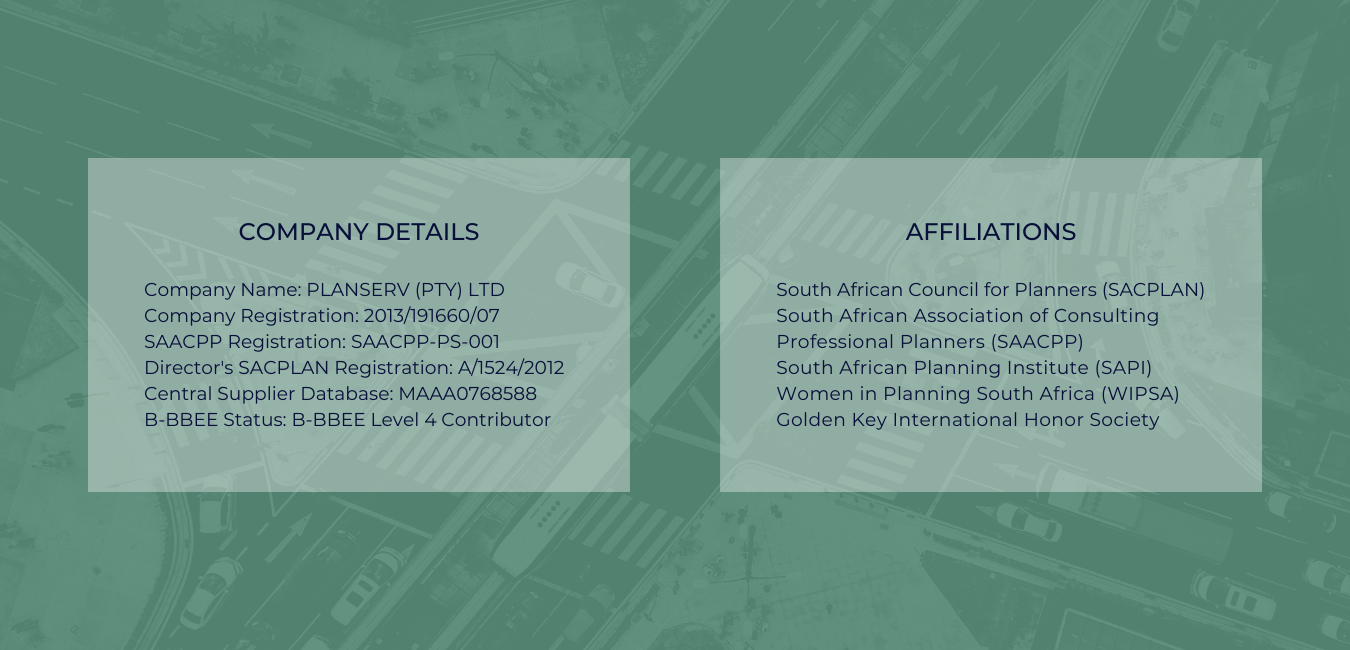 COMPANY DETAILS
Company Name: PLANSERV (PTY) LTD
Company Registration: 2013/191660/07
SAACPP Registration: SAACPP-PS-001
Director's SACPLAN Registration: A/1524/2012
Central Supplier Database: MAAA0768588
B-BBEE Status: B-BBEE Level 4 Contributor
AFFILIATIONS
South African Council for Planners (SACPLAN)
South African Association of Consulting
Professional Planners (SAACPP)
South African Planning Institute (SAPI)
Women in Planning South Africa (WIPSA)
Golden Key International Honor Society